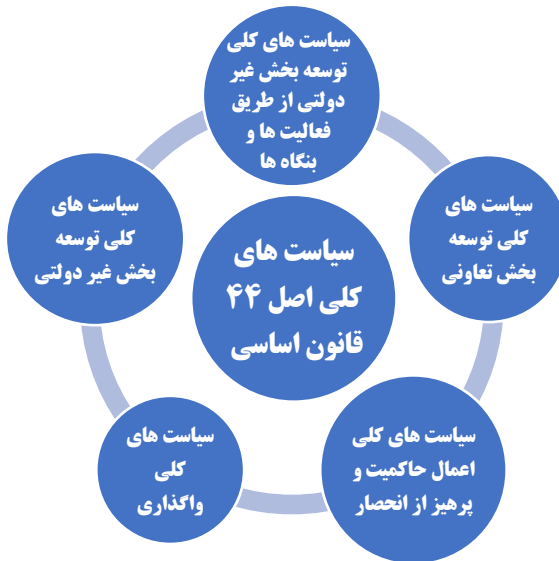 سیاست های کلی
توسعه بخش غیر
دولتی از طریق
فعالیت ها و
بنگاه ها
سیاست های
کلی توسعه
بخش تعاونی
سیاست های کلی
اعمال حاکمیت و
پرهیز از انحصار
سیاست های
کلی
واگذاری
سیاست های
کلی توسعه
بخش غیر دولتی
سیاست های
کلی اصل ۴۴
قانون اساسی